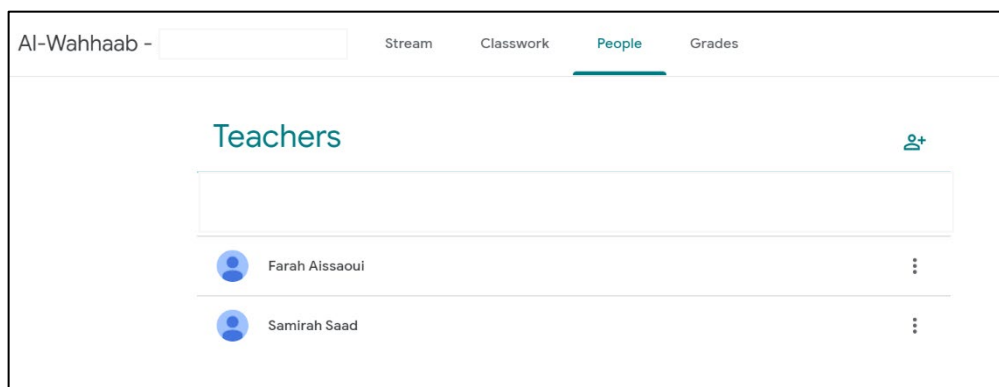 Al-Wahhaab - Stream Classwork People Grades
Teachers
Farah Aissaoui
Samirah Saad